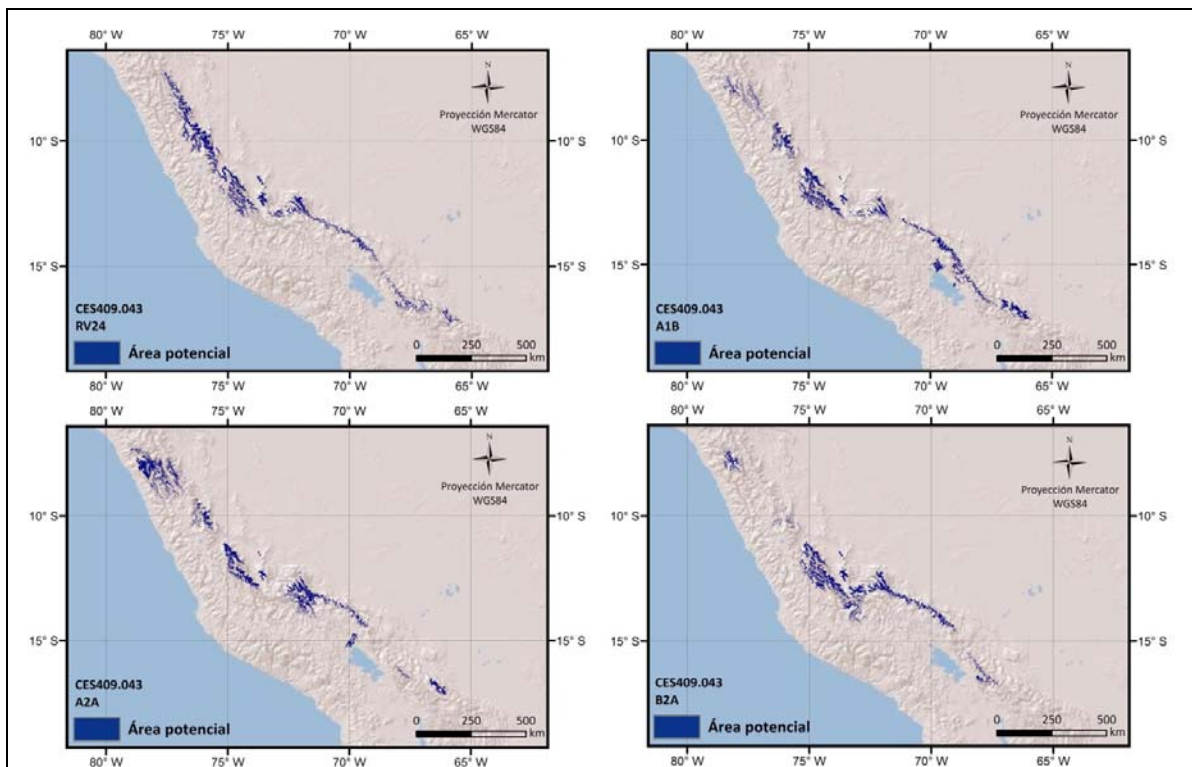 80° W 75° W 70° W 65° W
N
Proyección Mercator
WGS84
10° S 10° S
15° S 15° S
CES409.043
RV24
Área potencial
0 250 500
km
80° W 75° W 70° W 65° W
80° W 75° W 70° W 65° W
N
Proyección Mercator
WGS84
10° S 10° S
15° S 15° S
CES409.043
A1B
Área potencial
0 250 500
km
80° W 75° W 70° W 65° W
80° W 75° W 70° W 65° W
N
Proyección Mercator
WGS84
10° S 10° S
15° S 15° S
CES409.043
A2A
Área potencial
0 250 500
km
80° W 75° W 70° W 65° W
80° W 75° W 70° W 65° W
N
Proyección Mercator
WGS84
10° S 10° S
15° S 15° S
CES409.043
B2A
Área potencial
0 250 500
km
80° W 75° W 70° W 65° W